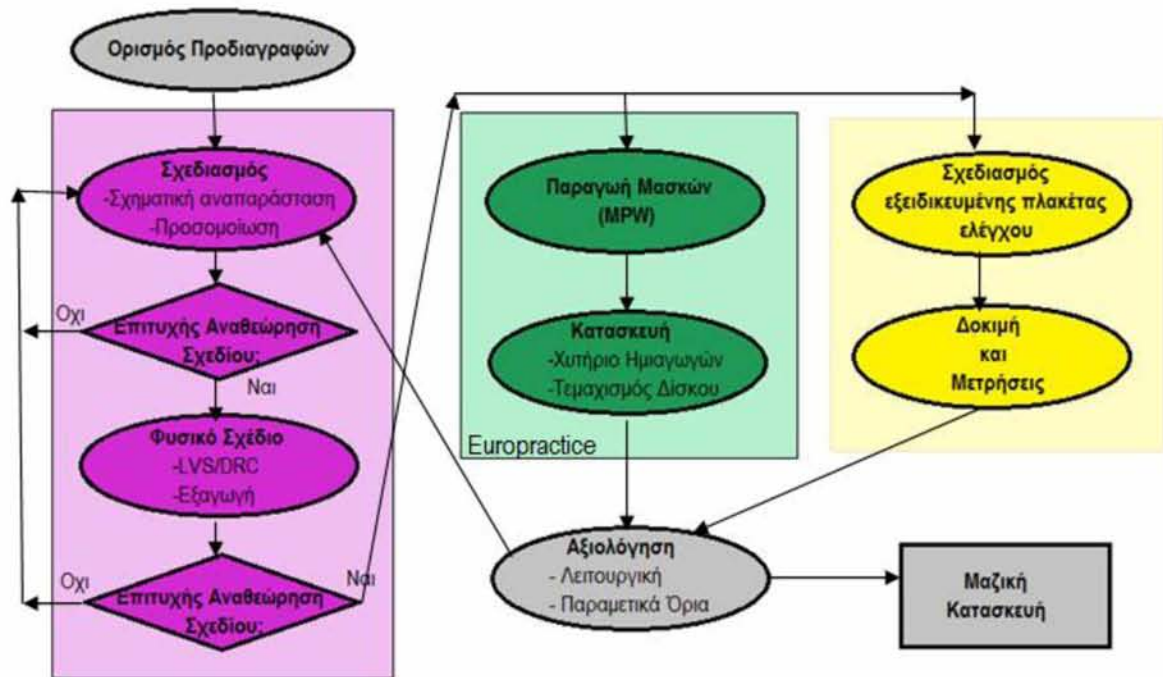 Ορισμός Προδιαγραφών
Σχεδιασμός
-Σχηματική αναπαράσταση
-Προσομοίωση
Οχι
Επιτυχής Αναθεώρηση
Σχεδίου;
Ναι
Φυσικό Σχέδιο
-LVS/DRC
-Εξαγωγή
Οχι
Επιτυχής Αναθεώρηση
Σχεδίου;
Ναι
Παραγωή Μασκών
(MPW)
Κατασκευή
-Χυτήριο Ημιαγωγών
-Τεμαχισμός Δίσκου
Europractice
Σχεδιασμός
εξειδικευμένης πλακέτας
ελέγχου
Δοκιμή
και
Μετρήσεις
Αξιολόγηση
- Λειτουργική
- Παραμετικά Όρια
Μαζική
Κατασκευή